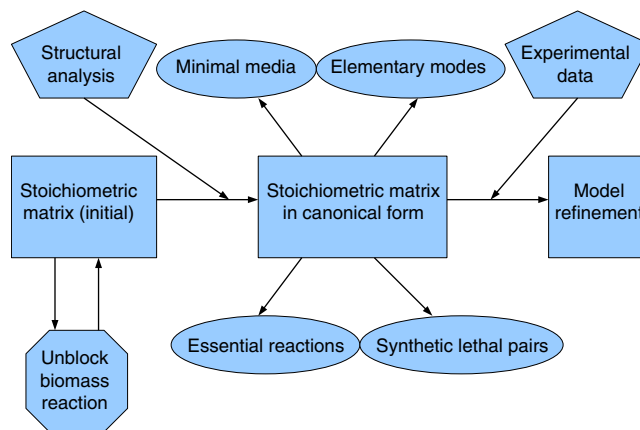 Structural
analysis
Minimal media
Elementary modes
Experimental
data
Stoichiometric
matrix (initial)
Stoichiometric matrix
in canonical form
Model
refinement
Unblock
biomass
reaction
Essential reactions
Synthetic lethal pairs